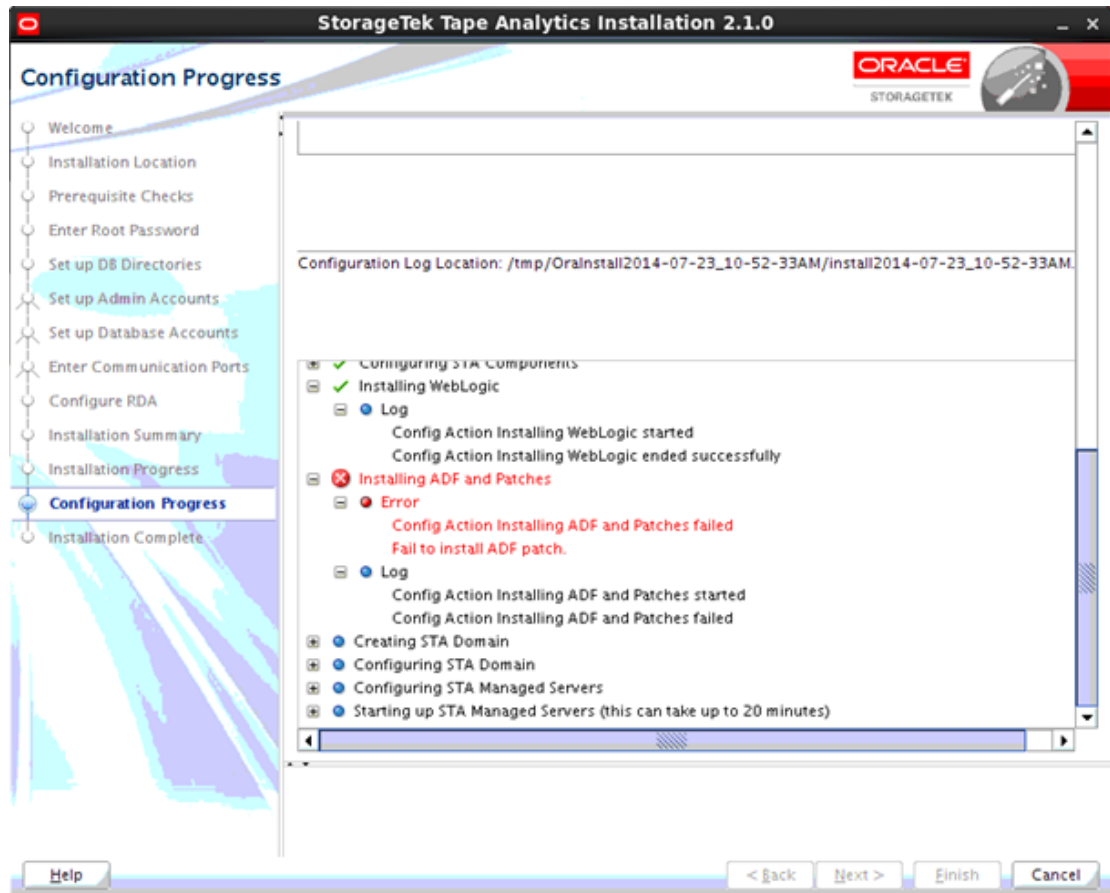 StorageTek Tape Analytics Installation 2.1.0
Configuration Progress
ORACLE
STORAGETEK
Welcome
Installation Location
Prerequisite Checks
Enter Root Password
Set up DB Directories
Set up Admin Accounts
Set up Database Accounts
Enter Communication Ports
Configure RDA
Installation Summary
Installation Progress
Configuration Progress
Installation Complete
Configuration Log Location: /tmp/OraInstall2014-07-23_10-52-33AM/install2014-07-23_10-52-33AM.
Configuring STA Components
Installing WebLogic
Log
Config Action Installing WebLogic started
Config Action Installing WebLogic ended successfully
Installing ADF and Patches
Error
Config Action Installing ADF and Patches failed
Fail to install ADF patch.
Log
Config Action Installing ADF and Patches started
Config Action Installing ADF and Patches failed
Creating STA Domain
Configuring STA Domain
Configuring STA Managed Servers
Starting up STA Managed Servers (this can take up to 20 minutes)
Help
< Back
Next >
Finish
Cancel